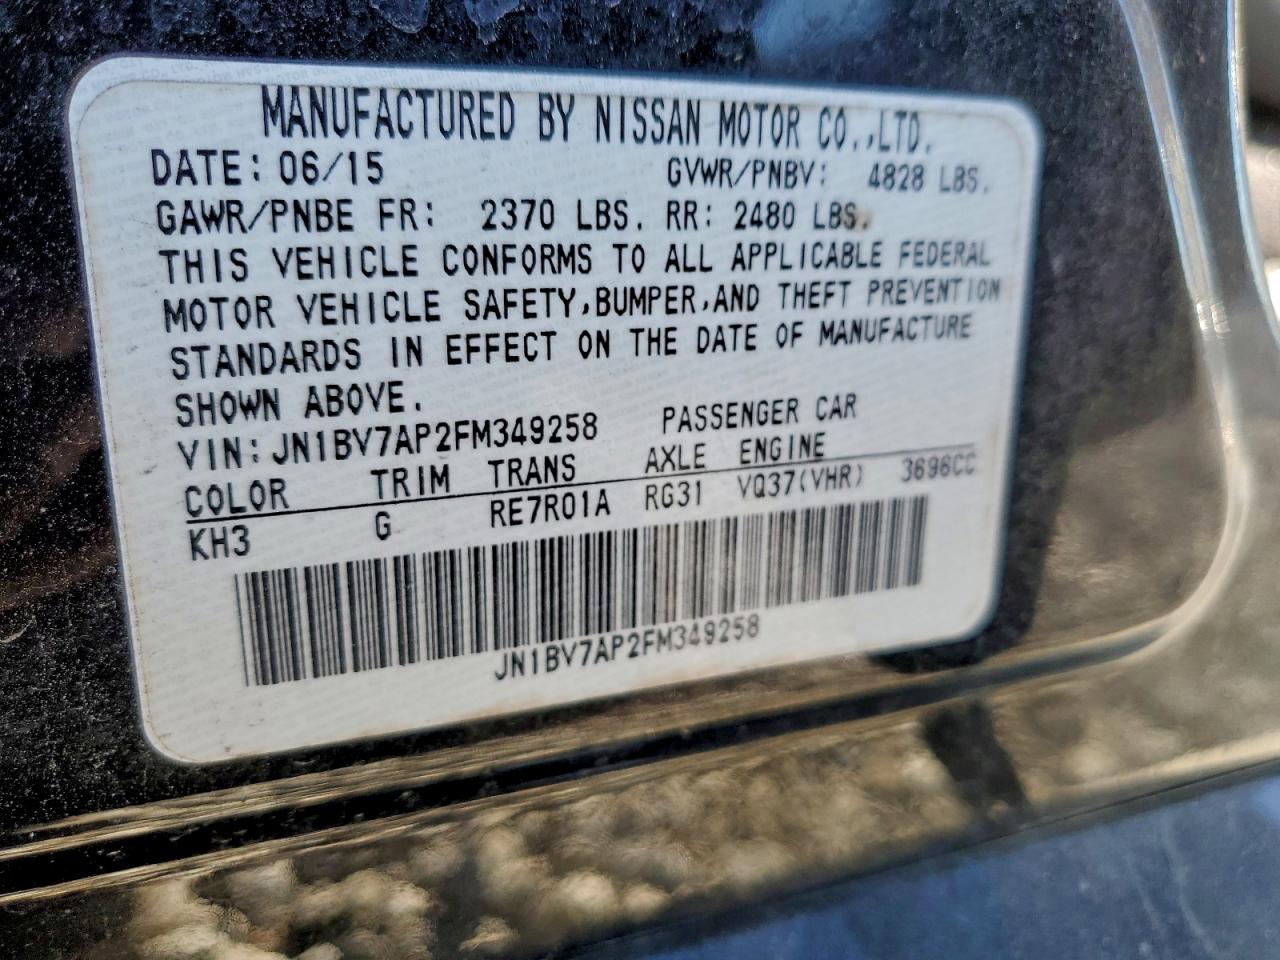 MANUFACTURED BY NISSAN MOTOR CO.,LTD.
DATE: 06/15 GVWR/PNBV: 4828 LBS.
GAWR/PNBE FR: 2370 LBS. RR: 2480 LBS.
THIS VEHICLE CONFORMS TO ALL APPLICABLE FEDERAL
MOTOR VEHICLE SAFETY,BUMPER,AND THEFT PREVENTION
STANDARDS IN EFFECT ON THE DATE OF MANUFACTURE
SHOWN ABOVE.
VIN: JN1BV7AP2FM349258 PASSENGER CAR
COLOR TRIM TRANS AXLE ENGINE
KH3 G RE7R01A RG31 VQ37(VHR) 3696CC
JN1BV7AP2FM349258